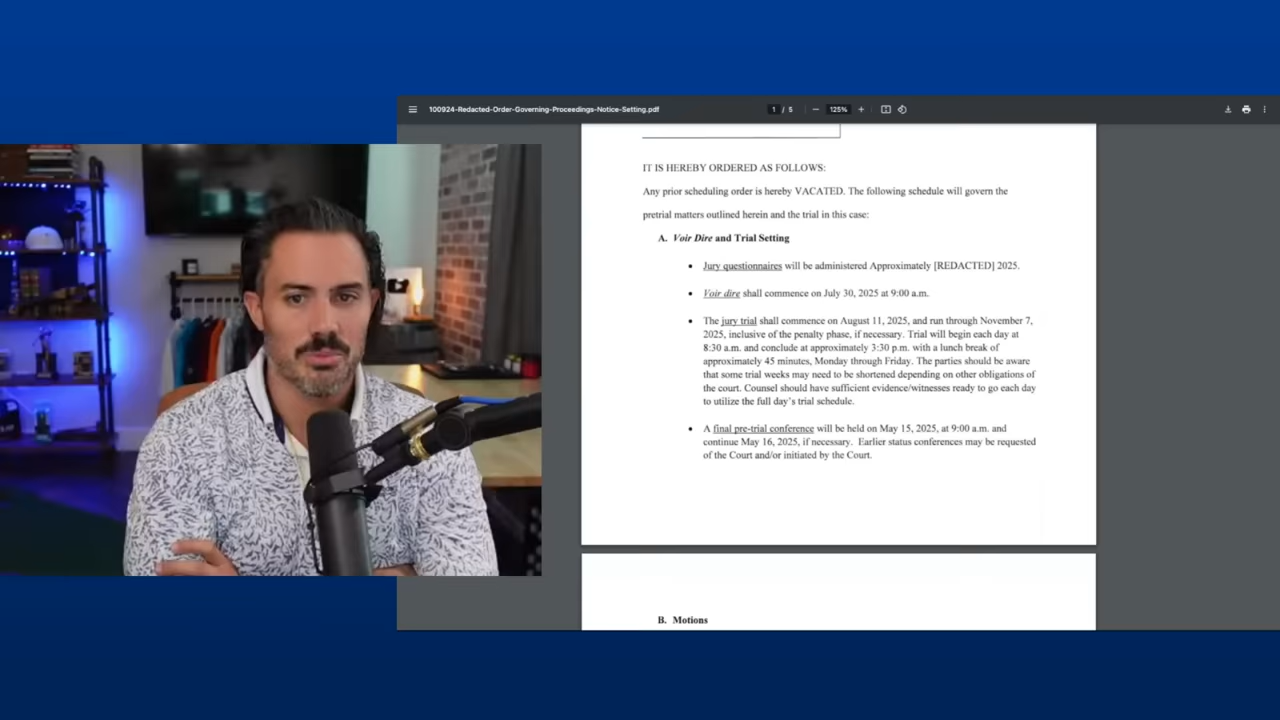 100924-Redacted-Order-Governing-Proceedings-Notice-Setting.pdf
1 / 5
125%
IT IS HEREBY ORDERED AS FOLLOWS:
Any prior scheduling order is hereby VACATED. The following schedule will govern the
pretrial matters outlined herein and the trial in this case:
A. Voir Dire and Trial Setting
• Jury questionnaires will be administered Approximately [REDACTED] 2025.
• Voir dire shall commence on July 30, 2025 at 9:00 a.m.
• The jury trial shall commence on August 11, 2025, and run through November 7,
2025, inclusive of the penalty phase, if necessary. Trial will begin each day at
8:30 a.m. and conclude at approximately 3:30 p.m. with a lunch break of
approximately 45 minutes, Monday through Friday. The parties should be aware
that some trial weeks may need to be shortened depending on other obligations of
the court. Counsel should have sufficient evidence/witnesses ready to go each day
to utilize the full day's trial schedule.
• A final pre-trial conference will be held on May 15, 2025, at 9:00 a.m. and
continue May 16, 2025, if necessary. Earlier status conferences may be requested
of the Court and/or initiated by the Court.
B. Motions